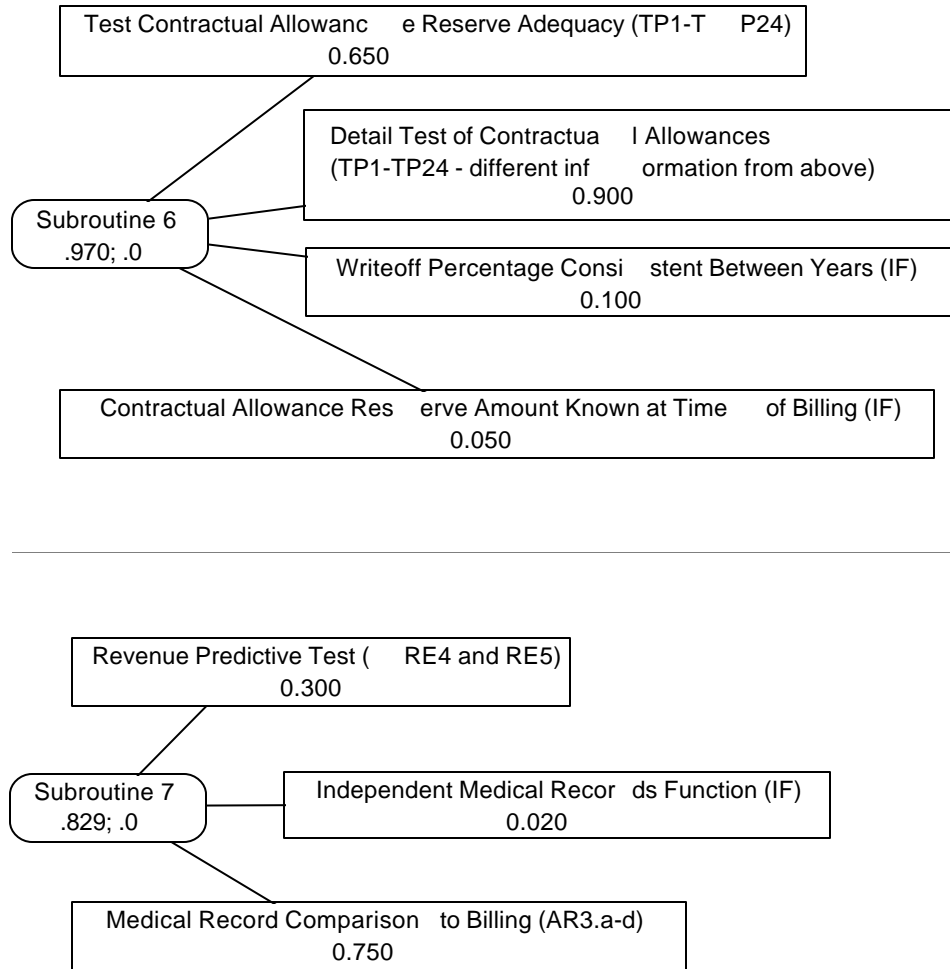 Test Contractual Allowanc e Reserve Adequacy (TP1-T P24)
0.650
Detail Test of Contractua l Allowances
(TP1-TP24 - different inf ormation from above)
0.900
Subroutine 6
.970; .0
Writeoff Percentage Consi stent Between Years (IF)
0.100
Contractual Allowance Res erve Amount Known at Time of Billing (IF)
0.050
Revenue Predictive Test ( RE4 and RE5)
0.300
Subroutine 7
.829; .0
Independent Medical Recor ds Function (IF)
0.020
Medical Record Comparison to Billing (AR3.a-d)
0.750